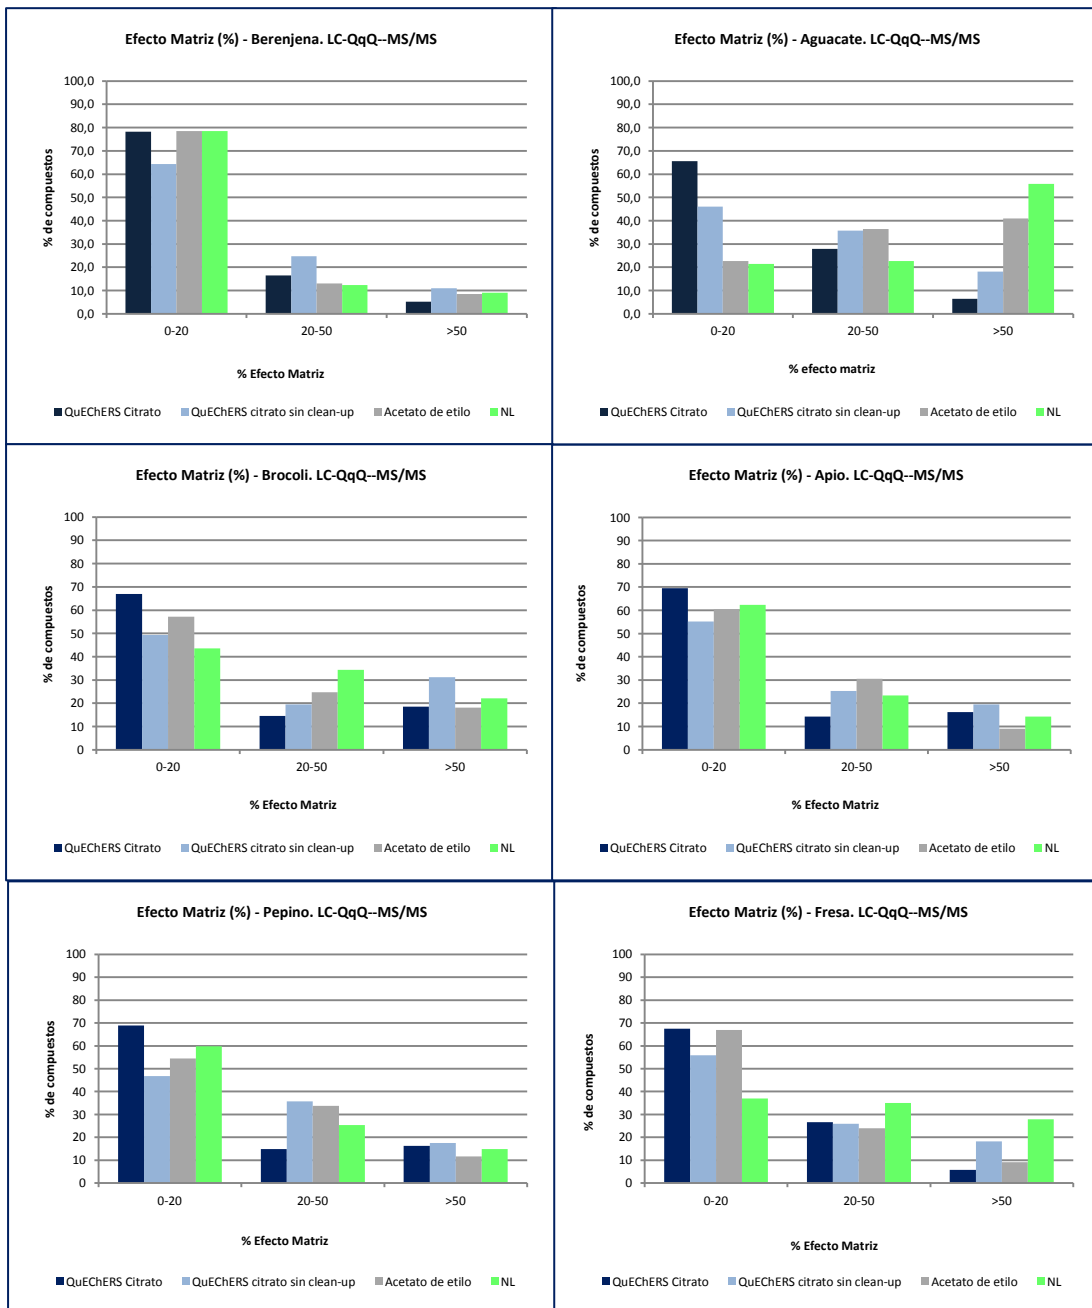 Efecto Matriz (%) - Berenjena. LC-QqQ--MS/MS
100,0
90,0
80,0
70,0
60,0
50,0
40,0
30,0
20,0
10,0
0,0
% de compuestos
0-20 20-50 >50
% Efecto Matriz
QuEChERS Citrato QuEChERS citrato sin clean-up Acetato de etilo NL
Efecto Matriz (%) - Aguacate. LC-QqQ--MS/MS
100,0
90,0
80,0
70,0
60,0
50,0
40,0
30,0
20,0
10,0
0,0
% de compuestos
0-20 20-50 >50
% efecto matriz
QuEChERS Citrato QuEChERS citrato sin clean-up Acetato de etilo NL
Efecto Matriz (%) - Brocoli. LC-QqQ--MS/MS
100
90
80
70
60
50
40
30
20
10
0
% de compuestos
0-20 20-50 >50
% Efecto Matriz
QuEChERS Citrato QuEChERS citrato sin clean-up Acetato de etilo NL
Efecto Matriz (%) - Apio. LC-QqQ--MS/MS
100
90
80
70
60
50
40
30
20
10
0
% de compuestos
0-20 20-50 >50
% Efecto Matriz
QuEChERS Citrato QuEChERS citrato sin clean-up Acetato de etilo NL
Efecto Matriz (%) - Pepino. LC-QqQ--MS/MS
100
90
80
70
60
50
40
30
20
10
0
% de compuestos
0-20 20-50 >50
% Efecto Matriz
QuEChERS Citrato QuEChERS citrato sin clean-up Acetato de etilo NL
Efecto Matriz (%) - Fresa. LC-QqQ--MS/MS
100
90
80
70
60
50
40
30
20
10
0
% de compuestos
0-20 20-50 >50
% Efecto Matriz
QuEChERS Citrato QuEChERS citrato sin clean-up Acetato de etilo NL